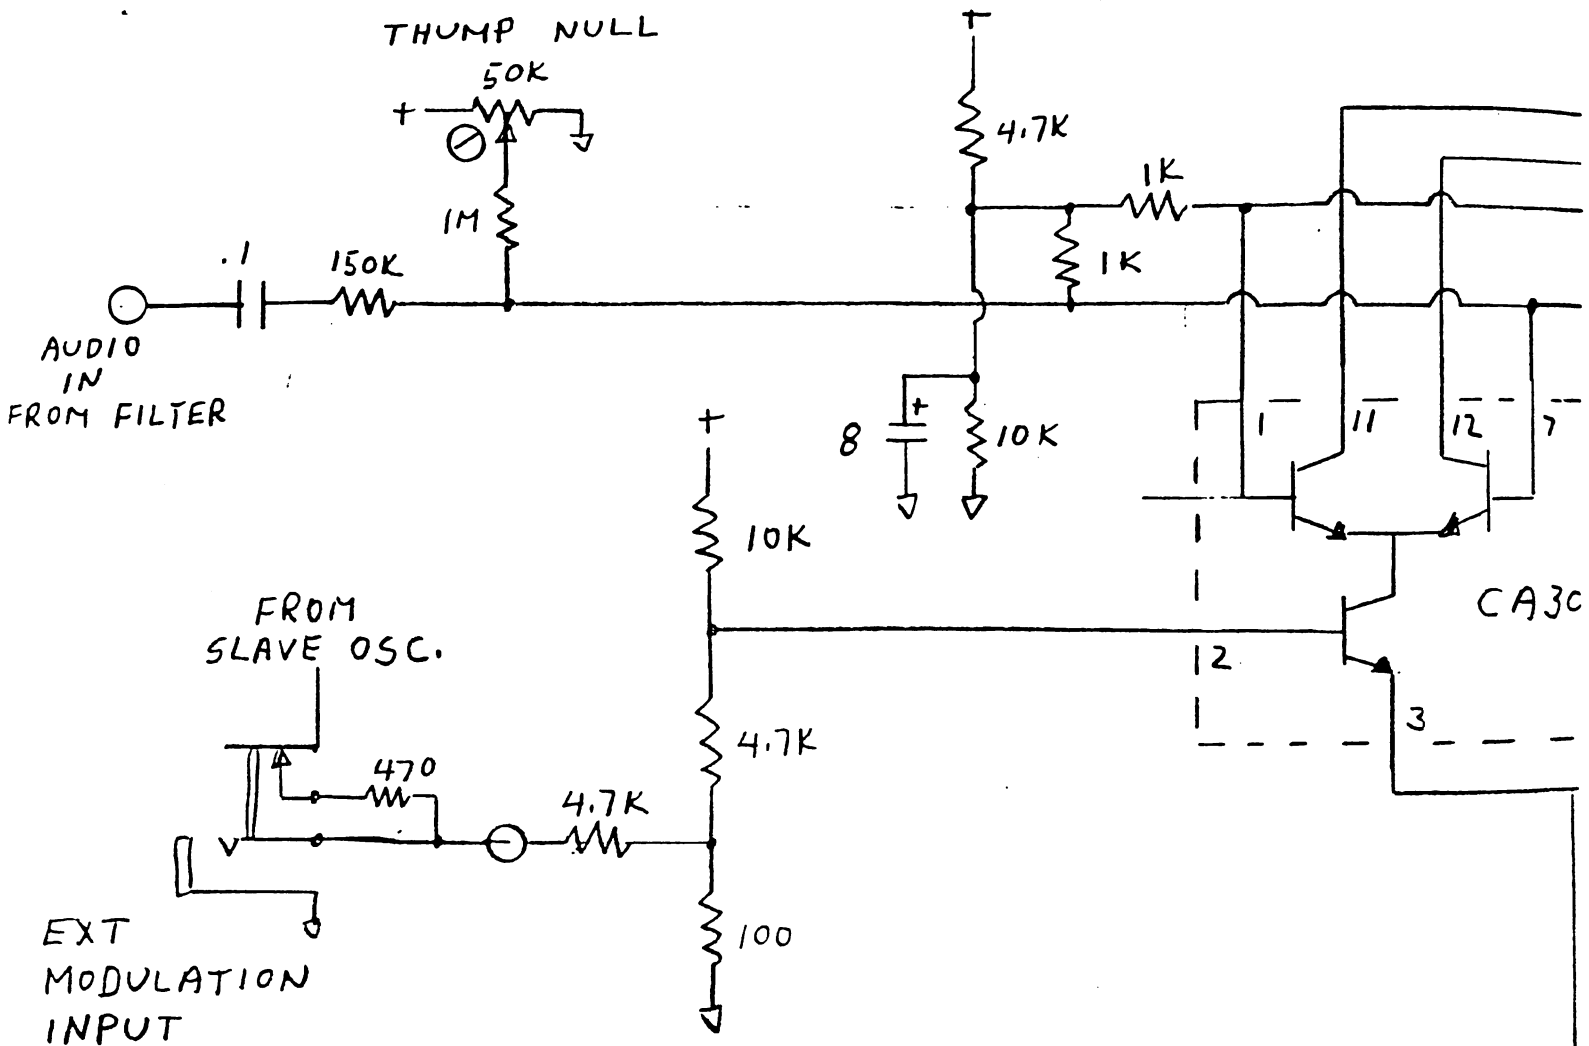 THUMP NULL
50K
+
+
4.7K
1K
1M
.1
150K
1K
AUDIO
IN
FROM FILTER
+
8
10K
+
1
11
12
7
10K
FROM
SLAVE OSC.
CA30
2
3
4.7K
470
4.7K
100
EXT
MODULATION
INPUT